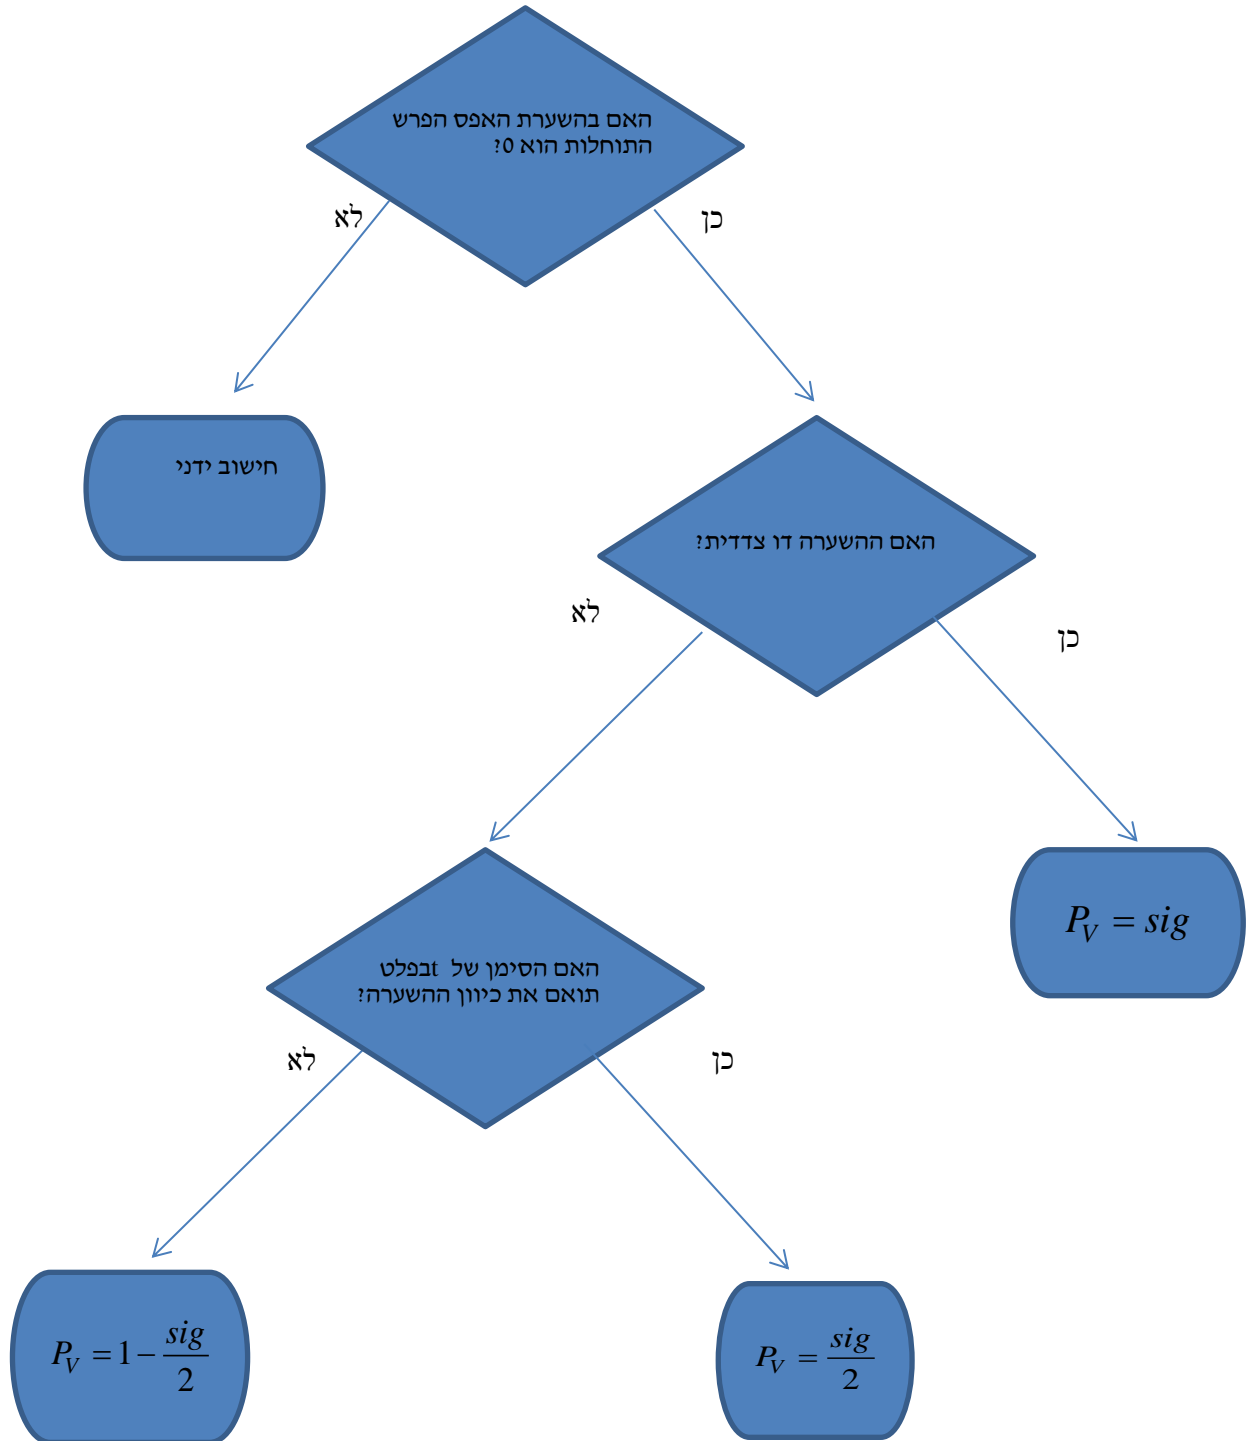 האם בהשערת האפס הפרש
התוחלות הוא 0?
לא
כן
חישוב ידני
האם ההשערה דו צדדית?
לא
כן
P_V = sig
האם הסימן של tבפלט
תואם את כיוון ההשערה?
לא
כן
P_V = 1 - sig/2
P_V = sig/2